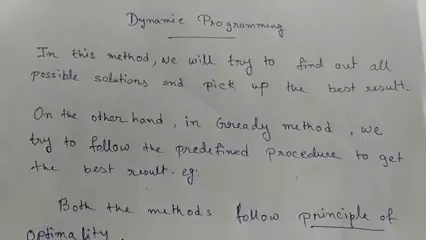 Dynamic Programming
In this method, we will try to find out all
possible solutions and pick up the best result.
On the other hand, in Gready method, we
try to follow the predefined procedure to get
the best result. eg:
Both the methods follow principle of
optimality.